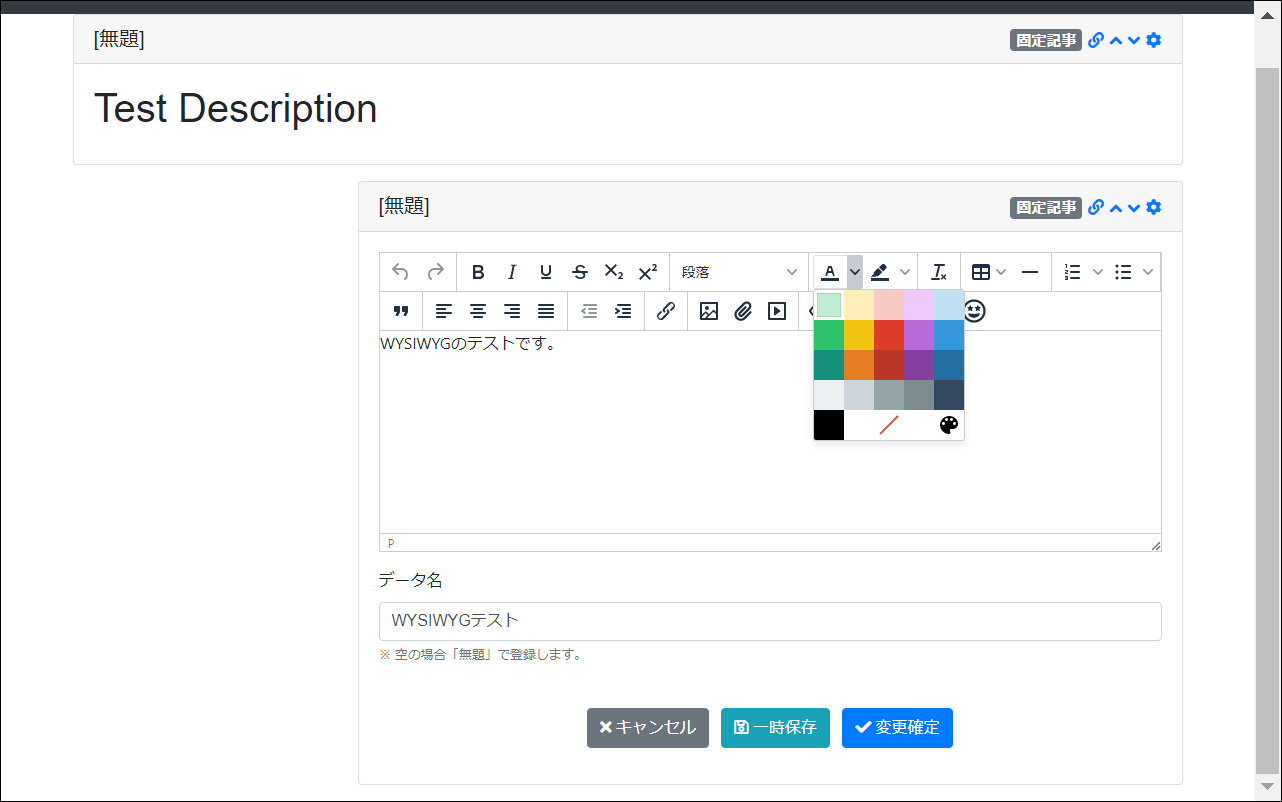 [無題] 固定記事
Test Description
[無題] 固定記事
B I U S X₂ X² 段落 A Tx
WYSIWYGのテストです。
P
データ名
WYSIWYGテスト
※ 空の場合「無題」で登録します。
キャンセル 一時保存 変更確定